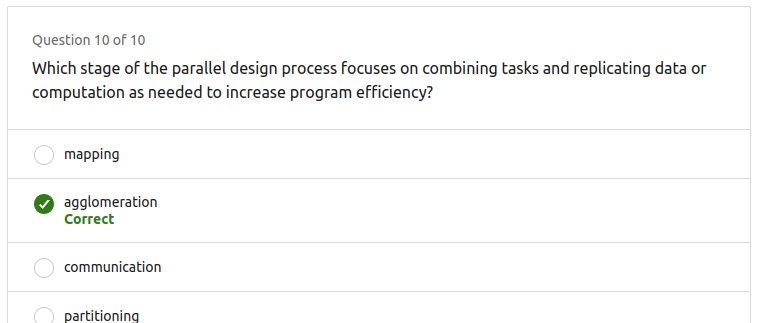 Question 10 of 10
Which stage of the parallel design process focuses on combining tasks and replicating data or
computation as needed to increase program efficiency?
mapping
agglomeration
Correct
communication
partitioning